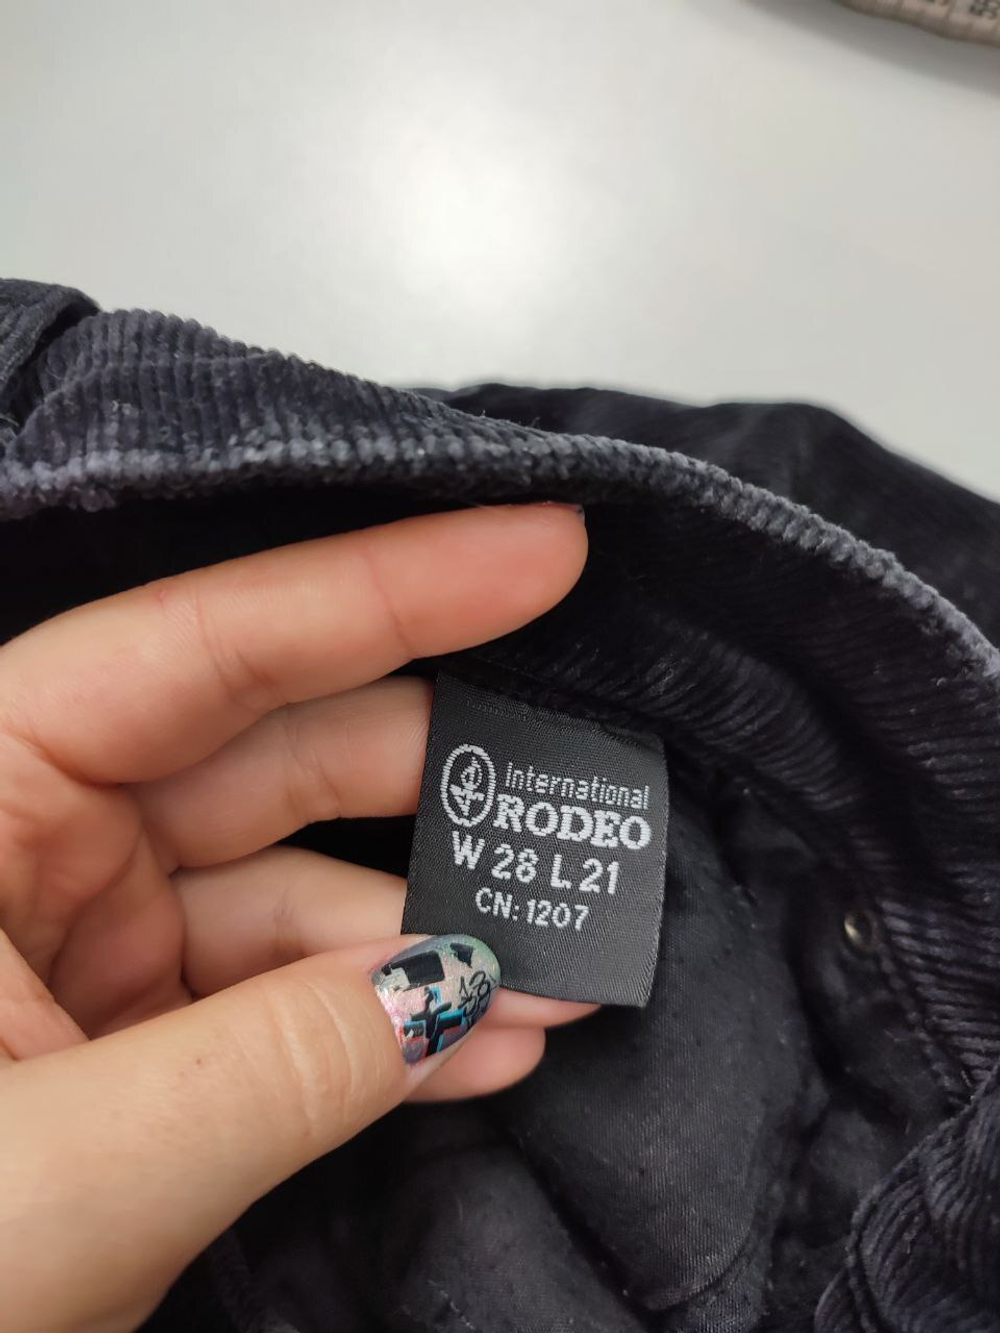 international
RODEO
W 28 L 21
CN: 1207